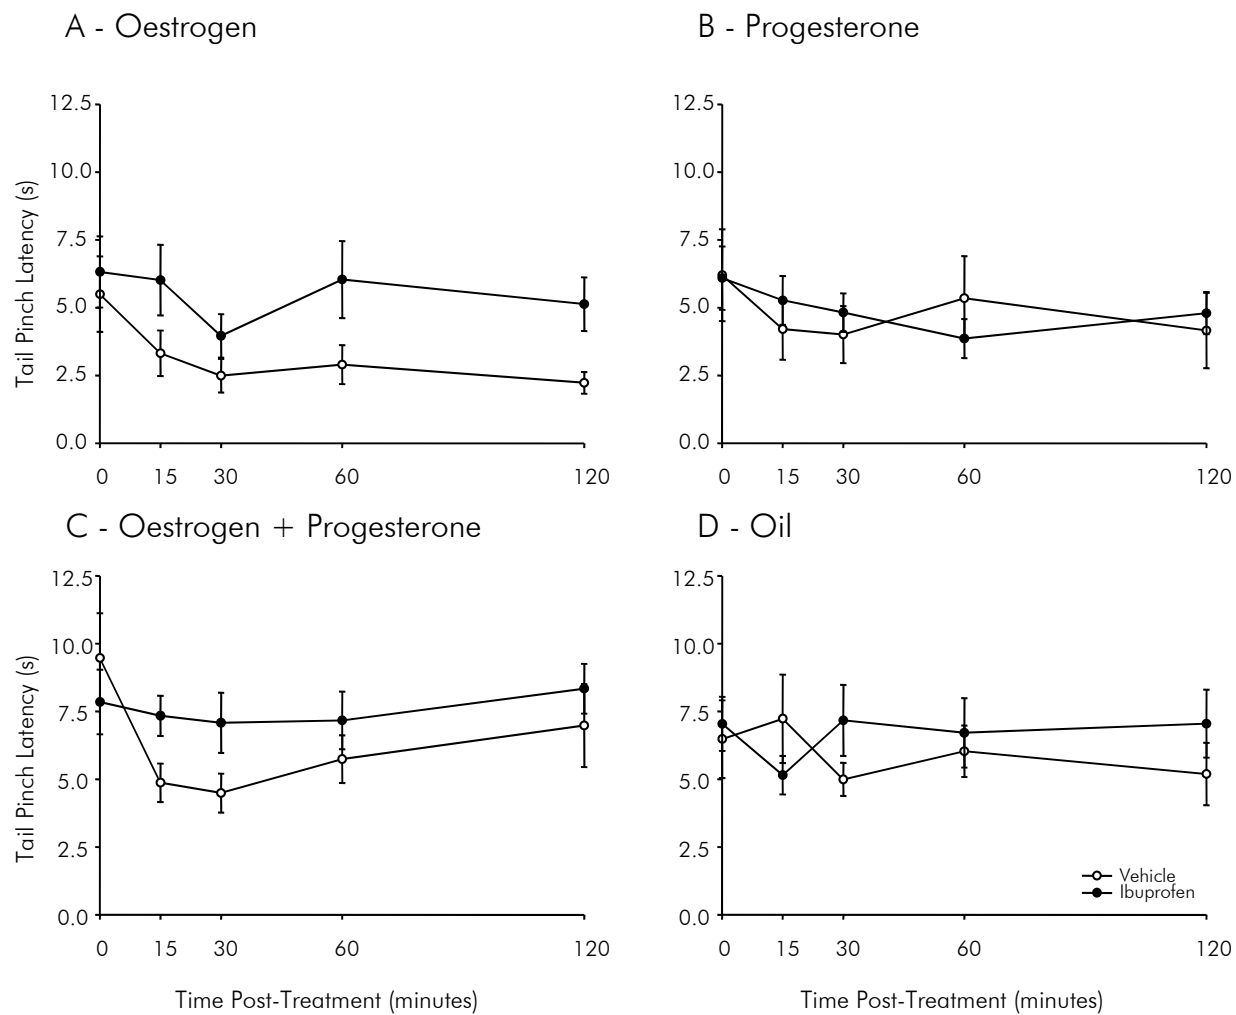 A - Oestrogen
B - Progesterone
Tail Pinch Latency (s)
12.5
10.0
7.5
5.0
2.5
0.0
0 15 30 60 120
12.5
10.0
7.5
5.0
2.5
0.0
0 15 30 60 120
C - Oestrogen + Progesterone
D - Oil
Tail Pinch Latency (s)
12.5
10.0
7.5
5.0
2.5
0.0
0 15 30 60 120
Time Post-Treatment (minutes)
12.5
10.0
7.5
5.0
2.5
0.0
Vehicle
Ibuprofen
0 15 30 60 120
Time Post-Treatment (minutes)